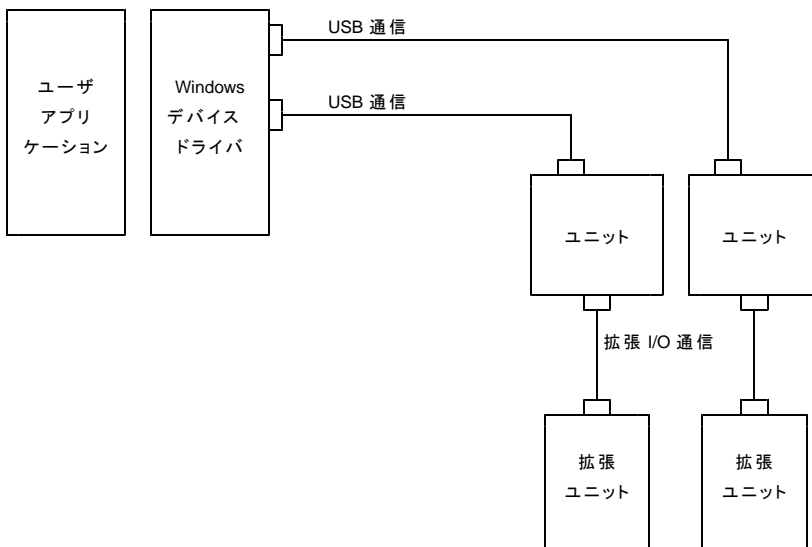 USB 通信
ユーザ
アプリ
ケーション
Windows
デバイス
ドライバ
USB 通信
ユニット
ユニット
拡張 I/O 通信
拡張
ユニット
拡張
ユニット